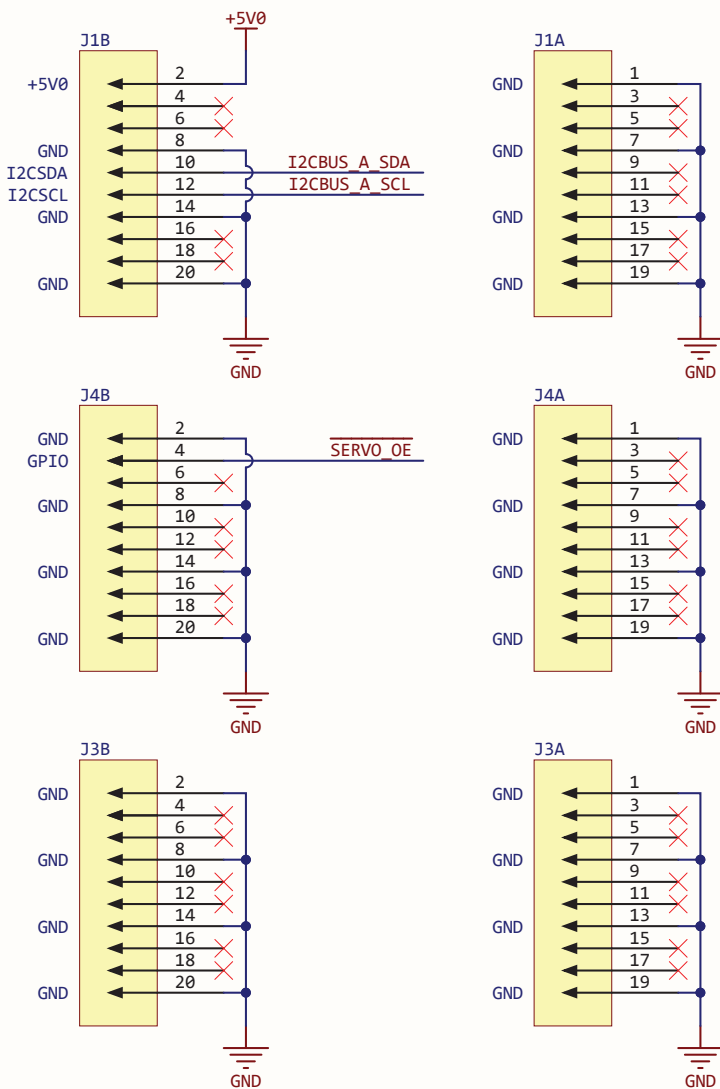 +5V0
J1B
+5V0
2
4
6
GND
8
I2CSDA
10
I2CBUS_A_SDA
I2CSCL
12
I2CBUS_A_SCL
GND
14
16
18
GND
20
GND
J1A
GND
1
3
5
GND
7
9
11
GND
13
15
17
GND
19
GND
J4B
GND
2
GPIO
4
SERVO_OE
6
GND
8
10
12
GND
14
16
18
GND
20
GND
J4A
GND
1
3
5
GND
7
9
11
GND
13
15
17
GND
19
GND
J3B
GND
2
4
6
GND
8
10
12
GND
14
16
18
GND
20
GND
J3A
GND
1
3
5
GND
7
9
11
GND
13
15
17
GND
19
GND